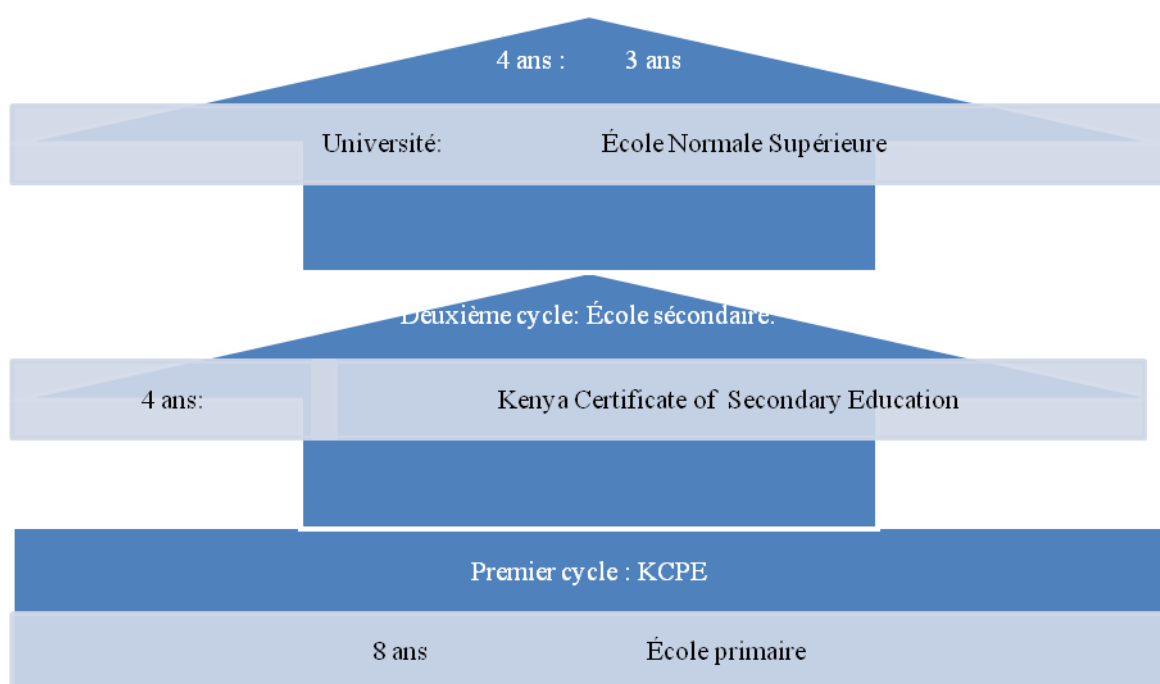 4 ans : 3 ans
Université: École Normale Supérieure
Deuxième cycle: École sécondaire.
4 ans: Kenya Certificate of Secondary Education
Premier cycle : KCPE
8 ans École primaire